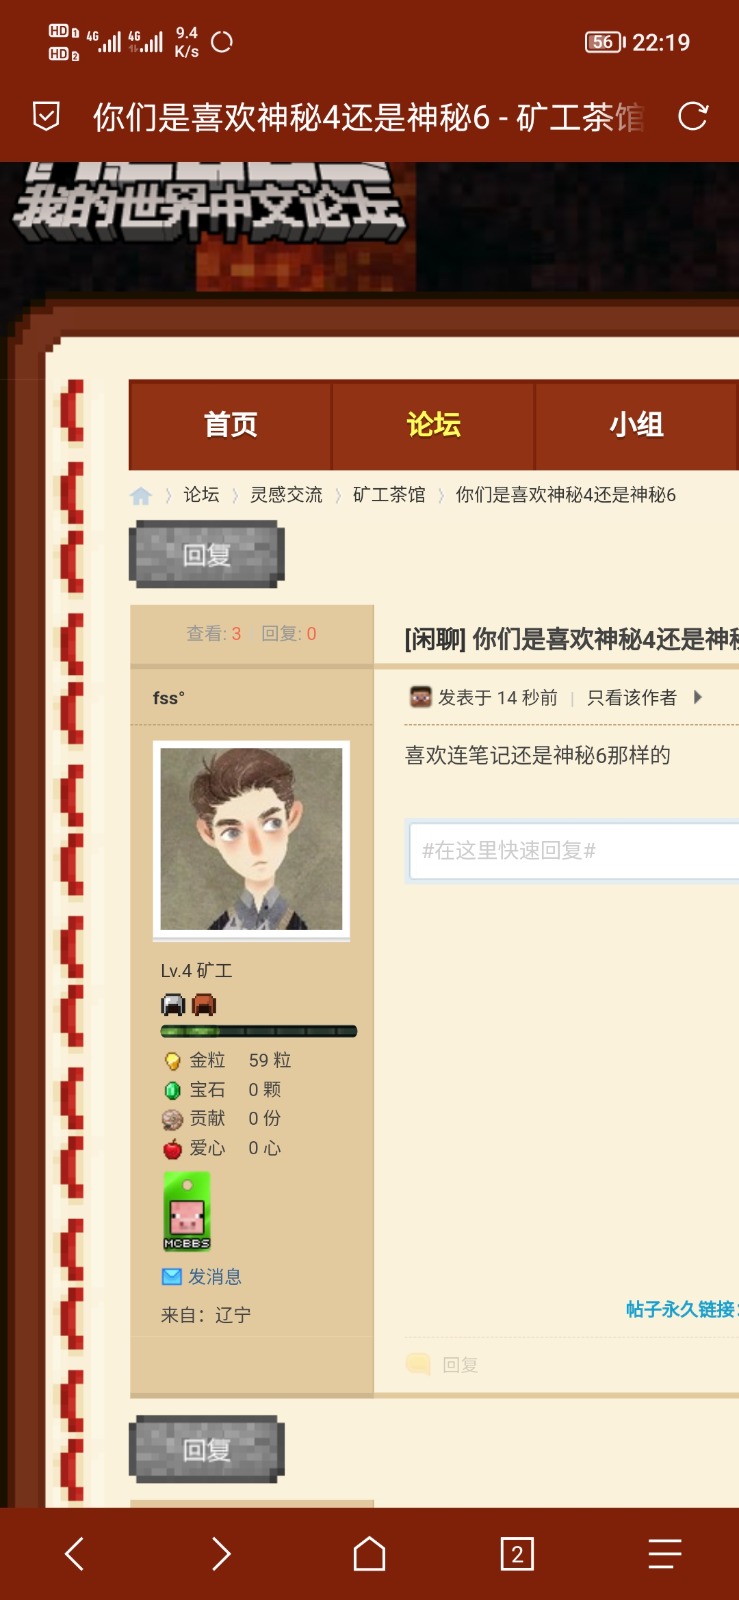 HD 1 4G 4G 9.4 56 22:19
HD 2 K/s
你们是喜欢神秘4还是神秘6 - 矿工茶馆
我的世界中文论坛
首页 论坛 小组
论坛 灵感交流 矿工茶馆 你们是喜欢神秘4还是神秘6
回复
查看: 3 回复: 0
[闲聊] 你们是喜欢神秘4还是神秘
fss°
发表于 14 秒前 | 只看该作者
喜欢连笔记还是神秘6那样的
#在这里快速回复#
Lv.4 矿工
金粒 59 粒
宝石 0 颗
贡献 0 份
爱心 0 心
MCBBS
发消息
来自：辽宁
帖子永久链接:
回复
回复
2